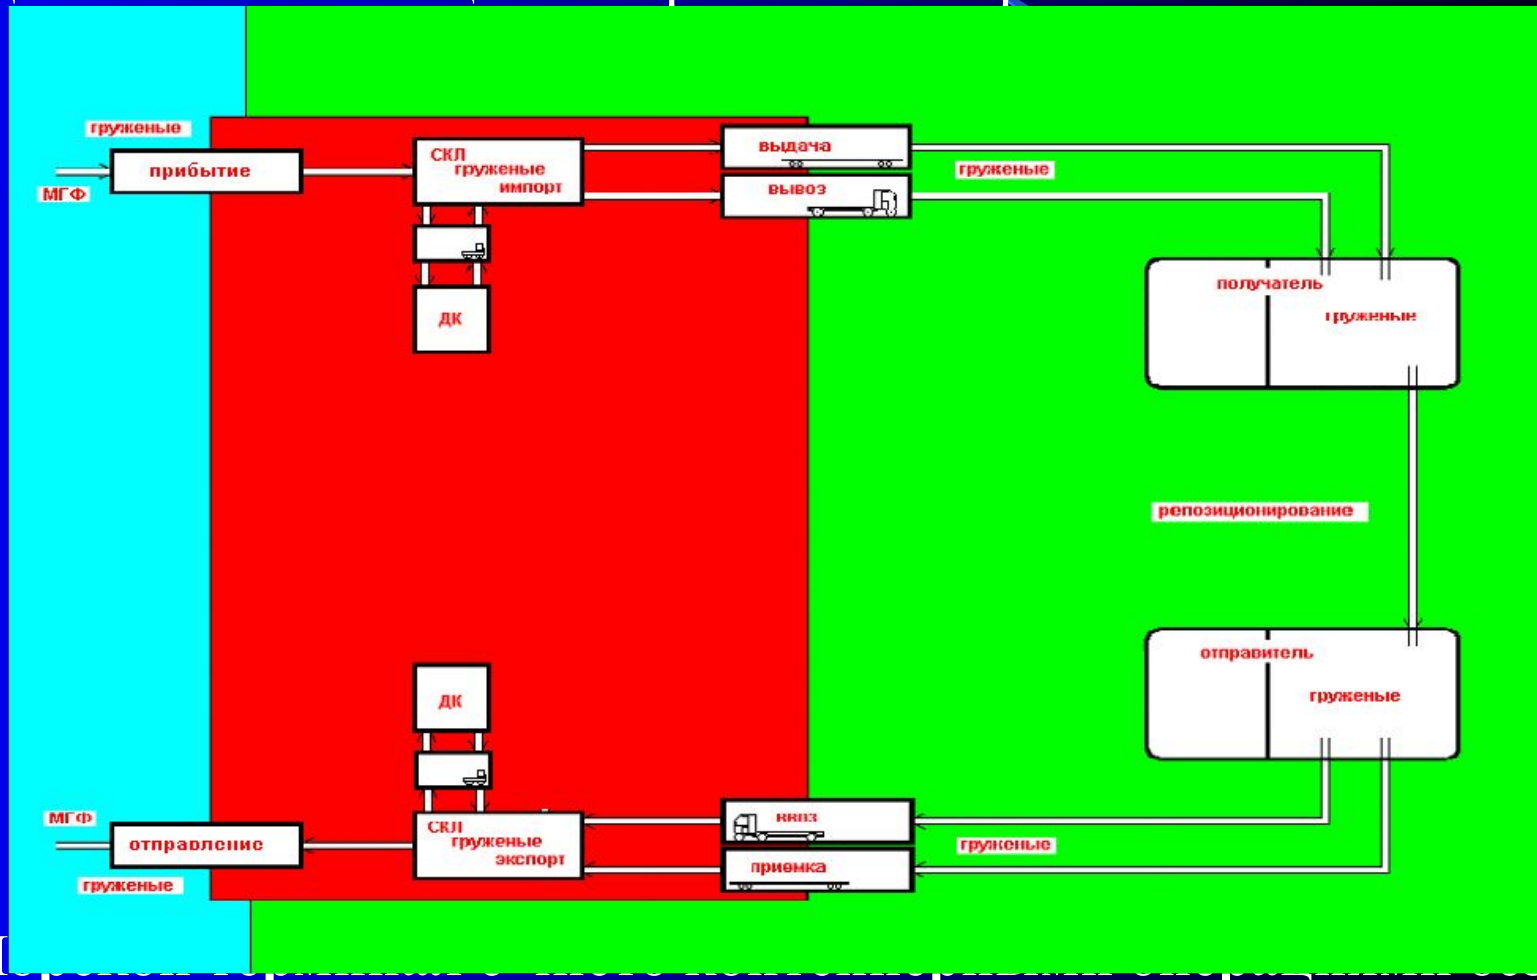 груженые
прибытие
МГФ
СКЛ
груженые
импорт
выдача
вывоз
груженые
ДК
получатель
груженые
репозиционирование
отправитель
груженые
ДК
МГФ
отправление
груженые
СКЛ
груженые
экспорт
ввоз
приемка
груженые